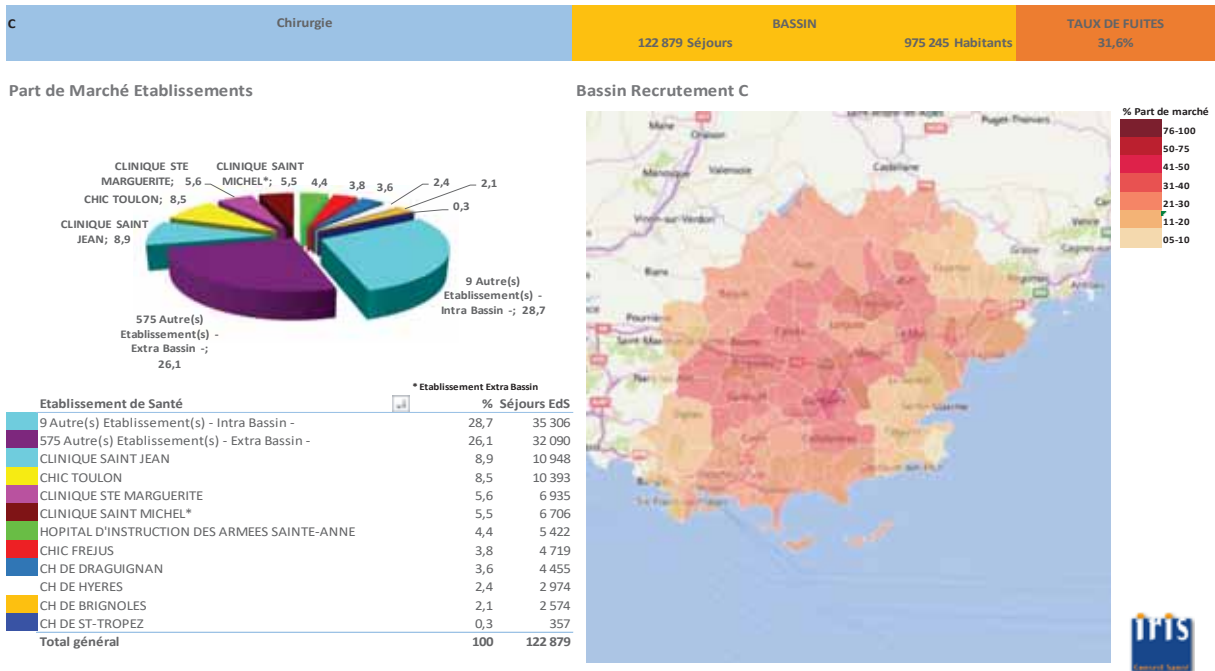 C Chirurgie BASSIN TAUX DE FUITES
122 879 Séjours 975 245 Habitants 31,6%
Part de Marché Etablissements
CLINIQUE STE
MARGUERITE; 5,6
CLINIQUE SAINT
MICHEL*; 5,5
4,4
3,8
3,6
2,4
2,1
0,3
CHIC TOULON; 8,5
CLINIQUE SAINT
JEAN; 8,9
9 Autre(s)
Etablissement(s) -
Intra Bassin -; 28,7
575 Autre(s)
Etablissement(s) -
Extra Bassin -;
26,1
* Etablissement Extra Bassin
Etablissement de Santé % Séjours EdS
9 Autre(s) Etablissement(s) - Intra Bassin - 28,7 35 306
575 Autre(s) Etablissement(s) - Extra Bassin - 26,1 32 090
CLINIQUE SAINT JEAN 8,9 10 948
CHIC TOULON 8,5 10 393
CLINIQUE STE MARGUERITE 5,6 6 935
CLINIQUE SAINT MICHEL* 5,5 6 706
HOPITAL D'INSTRUCTION DES ARMEES SAINTE-ANNE 4,4 5 422
CHIC FREJUS 3,8 4 719
CH DE DRAGUIGNAN 3,6 4 455
CH DE HYERES 2,4 2 974
CH DE BRIGNOLES 2,1 2 574
CH DE ST-TROPEZ 0,3 357
Total général 100 122 879
Bassin Recrutement C
Puget-Théniers
Castellane
Manosque
Valensole
Vence
Grasse
Antibes
% Part de marché
76-100
50-75
41-50
31-40
21-30
11-20
05-10
iris